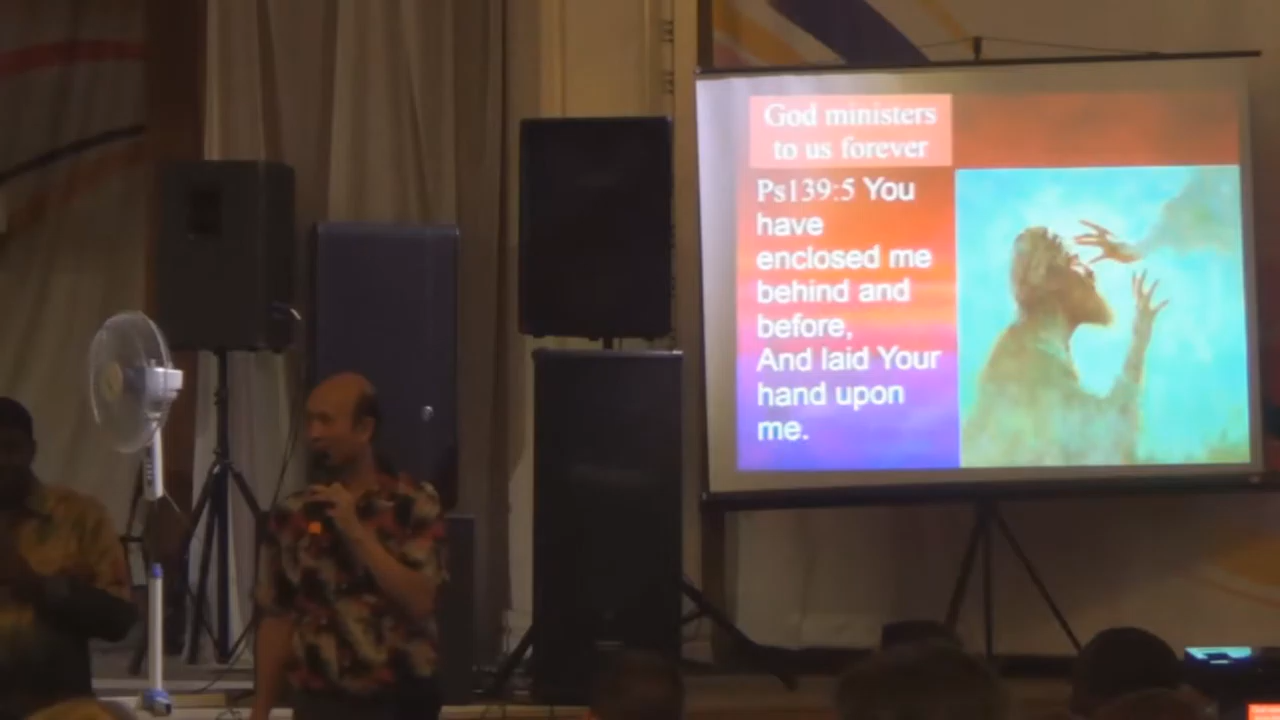 God ministers
to us forever
Ps139:5 You
have
enclosed me
behind and
before,
And laid Your
hand upon
me.